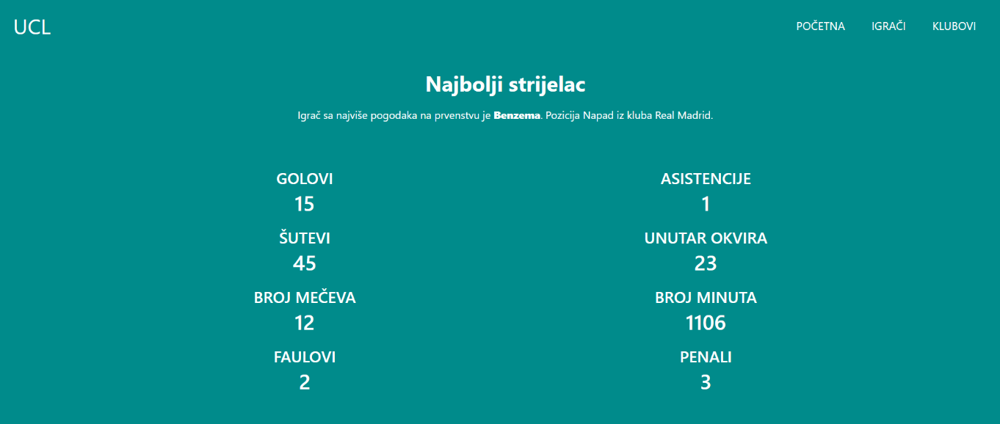 UCL
POČETNA IGRAČI KLUBOVI
Najbolji strijelac
Igrač sa najviše pogodaka na prvenstvu je Benzema. Pozicija Napad iz kluba Real Madrid.
GOLOVI ASISTENCIJE
15 1
ŠUTEVI UNUTAR OKVIRA
45 23
BROJ MEČEVA BROJ MINUTA
12 1106
FAULOVI PENALI
2 3